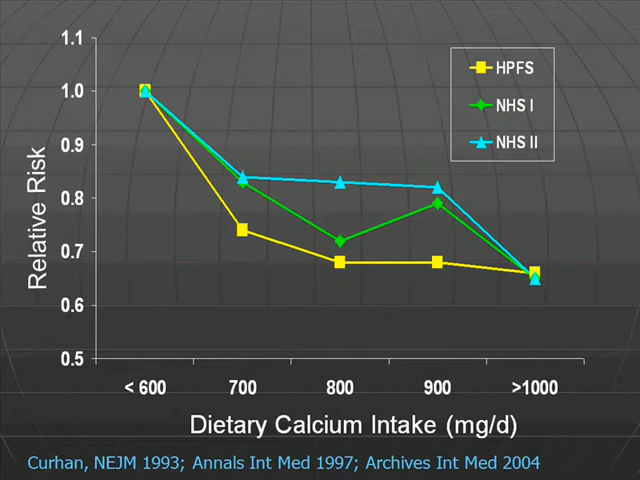 1.1
1.0
0.9
0.8
0.7
0.6
0.5
Relative Risk
HPFS
NHS I
NHS II
< 600
700
800
900
>1000
Dietary Calcium Intake (mg/d)
Curhan, NEJM 1993; Annals Int Med 1997; Archives Int Med 2004